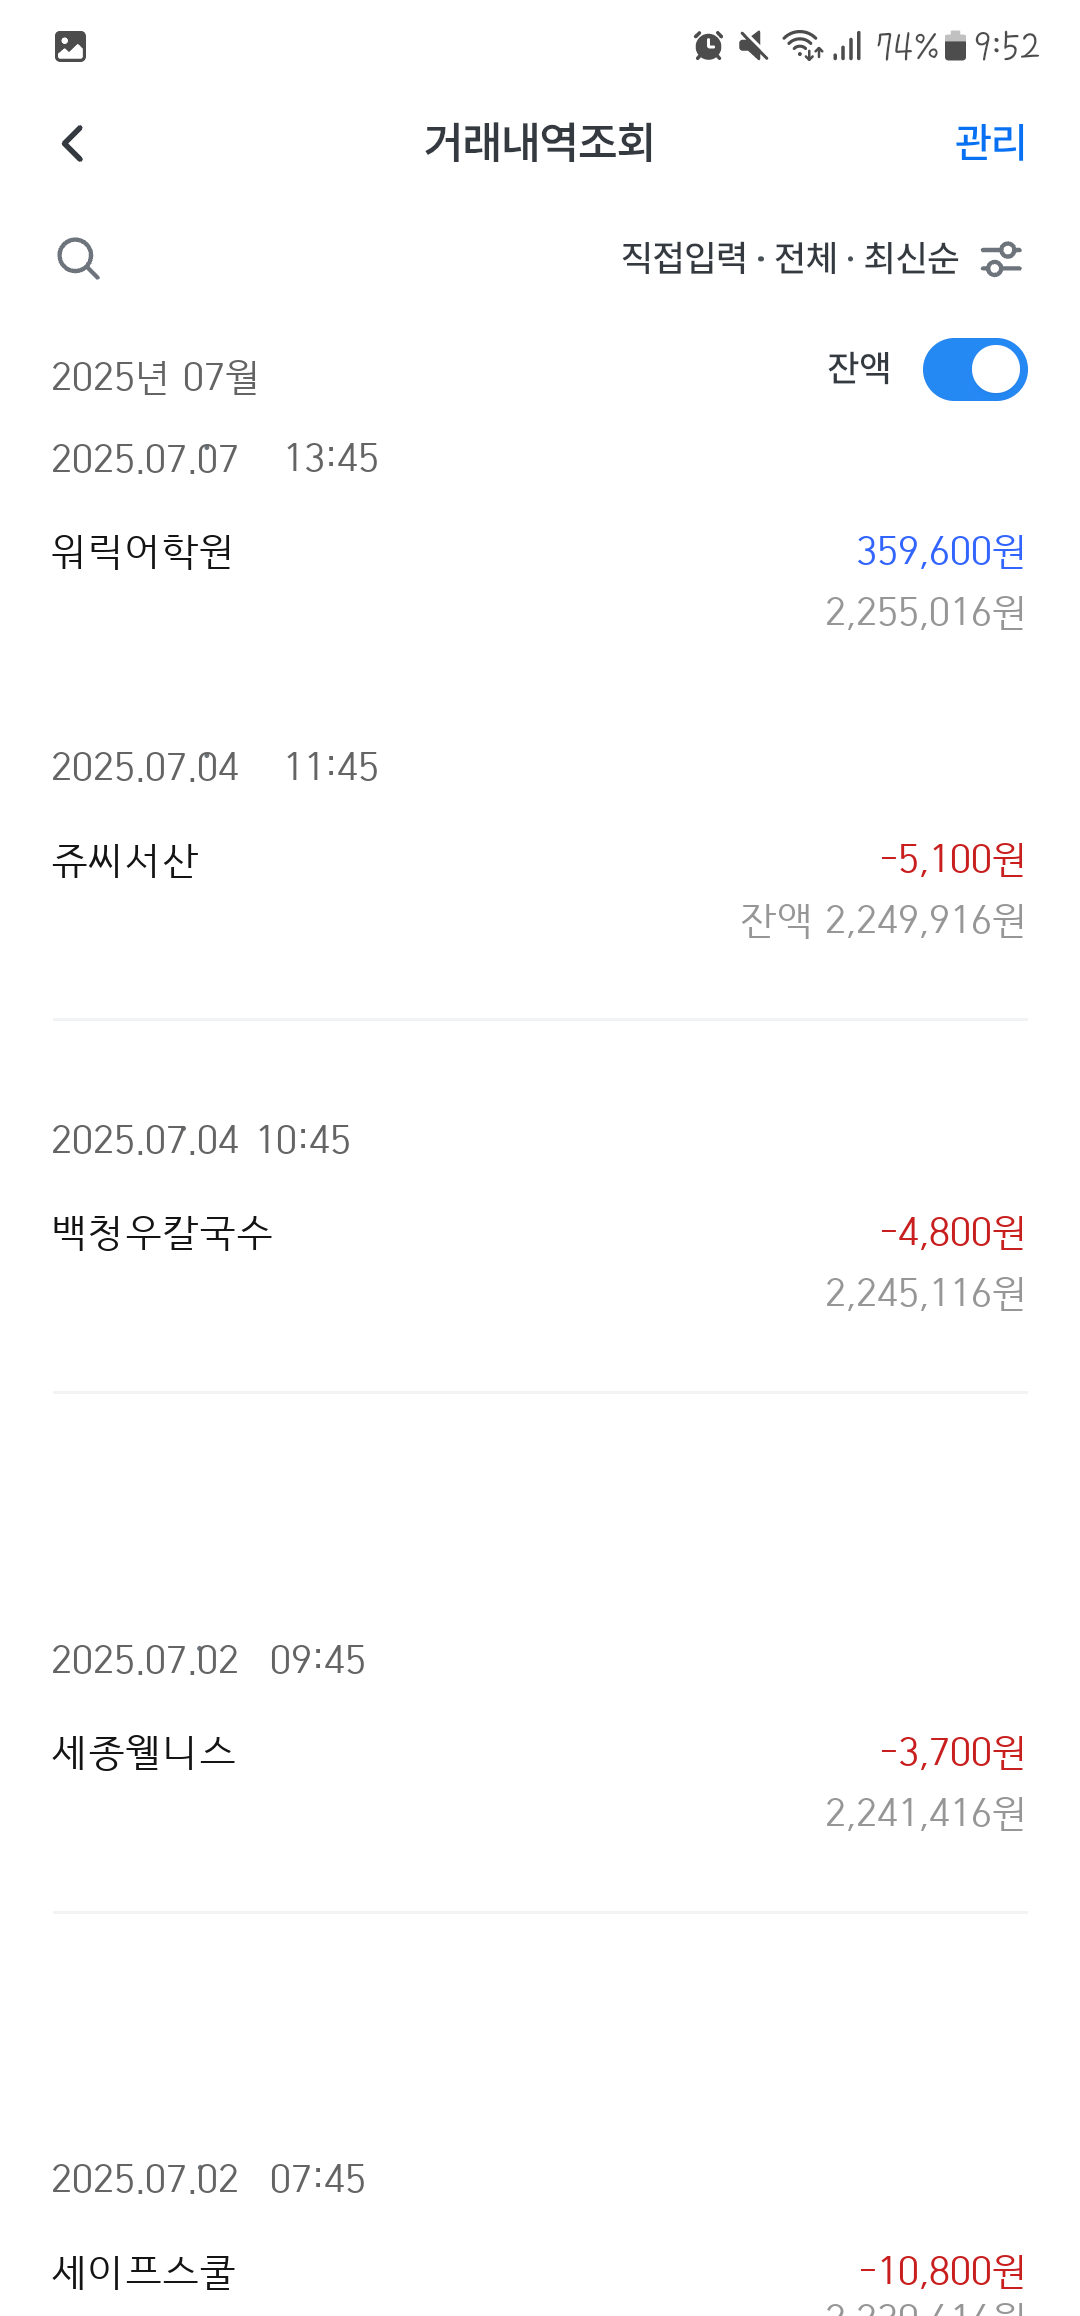 74% 9:52
거래내역조회 관리
직접입력 · 전체 · 최신순
잔액
2025년 07월
2025.07.07 13:45
워릭어학원 359,600원
2,255,016원
2025.07.04 11:45
쥬씨서산 -5,100원
잔액 2,249,916원
2025.07.04 10:45
백청우칼국수 -4,800원
2,245,116원
2025.07.02 09:45
세종웰니스 -3,700원
2,241,416원
2025.07.02 07:45
세이프스쿨 -10,800원